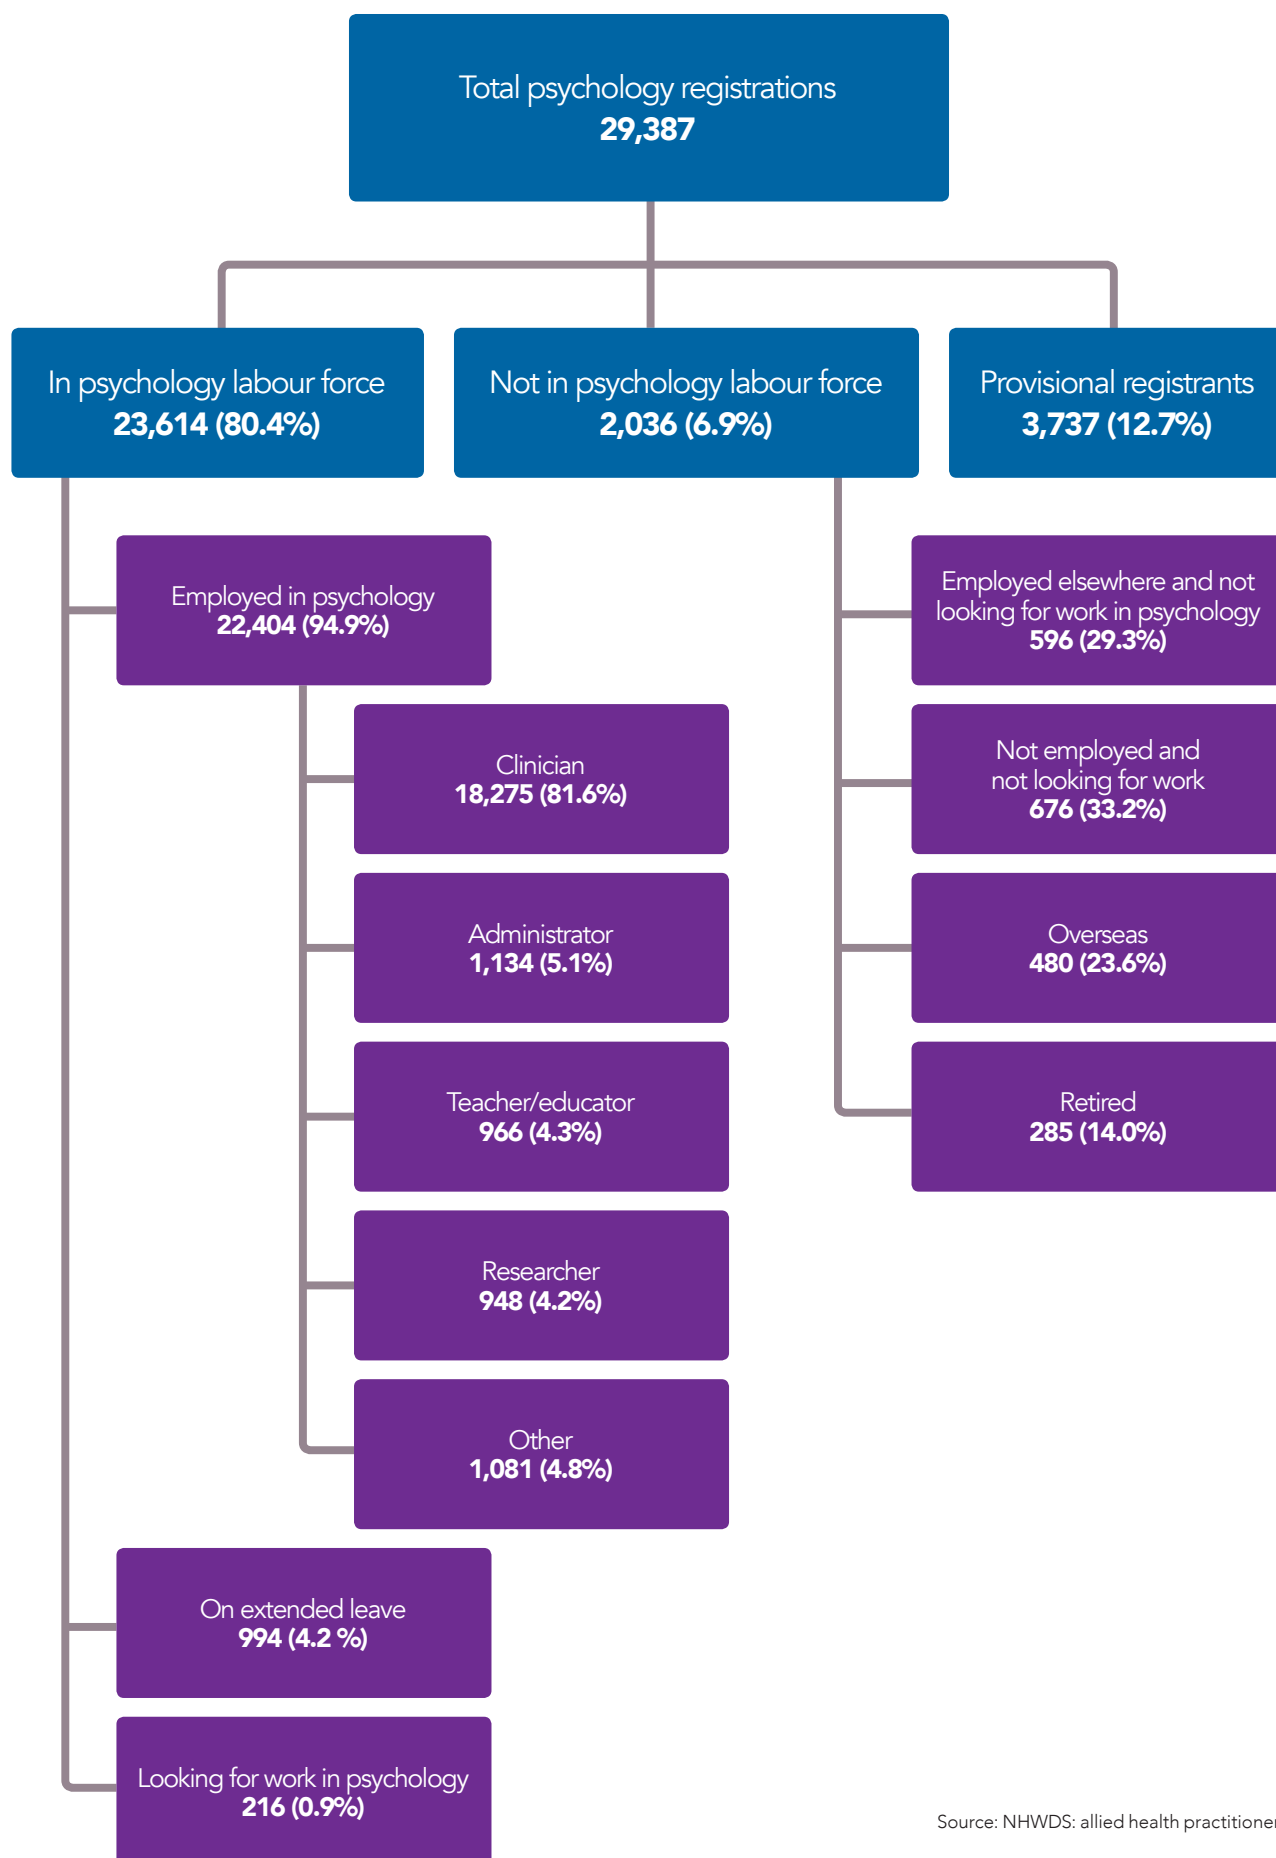 Total psychology registrations
29,387
In psychology labour force
23,614 (80.4%)
Not in psychology labour force
2,036 (6.9%)
Provisional registrants
3,737 (12.7%)
Employed in psychology
22,404 (94.9%)
Clinician
18,275 (81.6%)
Administrator
1,134 (5.1%)
Teacher/educator
966 (4.3%)
Researcher
948 (4.2%)
Other
1,081 (4.8%)
On extended leave
994 (4.2 %)
Looking for work in psychology
216 (0.9%)
Employed elsewhere and not
looking for work in psychology
596 (29.3%)
Not employed and
not looking for work
676 (33.2%)
Overseas
480 (23.6%)
Retired
285 (14.0%)
Source: NHWDS: allied health practitioner